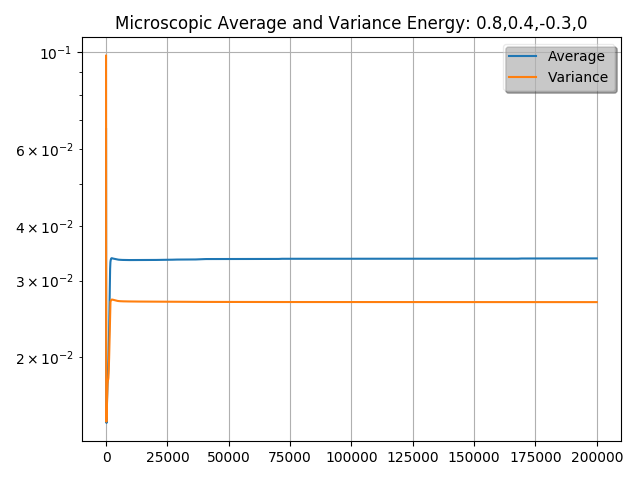 Microscopic Average and Variance Energy: 0.8,0.4,-0.3,0
Average
Variance
10⁻¹
6 × 10⁻²
4 × 10⁻²
3 × 10⁻²
2 × 10⁻²
0 25000 50000 75000 100000 125000 150000 175000 200000